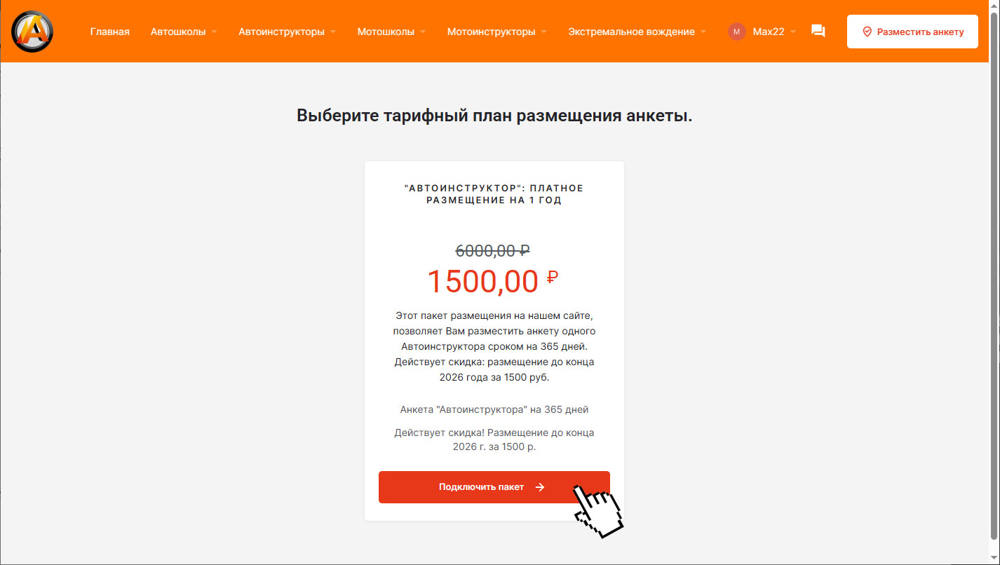 Главная Автошколы Автоинструкторы Мотошколы Мотоинструкторы Экстремальное вождение M Max22 Разместить анкету
Выберите тарифный план размещения анкеты.
"АВТОИНСТРУКТОР": ПЛАТНОЕ
РАЗМЕЩЕНИЕ НА 1 ГОД
6000,00 ₽
1500,00 ₽
Этот пакет размещения на нашем сайте,
позволяет Вам разместить анкету одного
Автоинструктора сроком на 365 дней.
Действует скидка: размещение до конца
2026 года за 1500 руб.
Анкета "Автоинструктора" на 365 дней
Действует скидка! Размещение до конца
2026 г. за 1500 р.
Подключить пакет